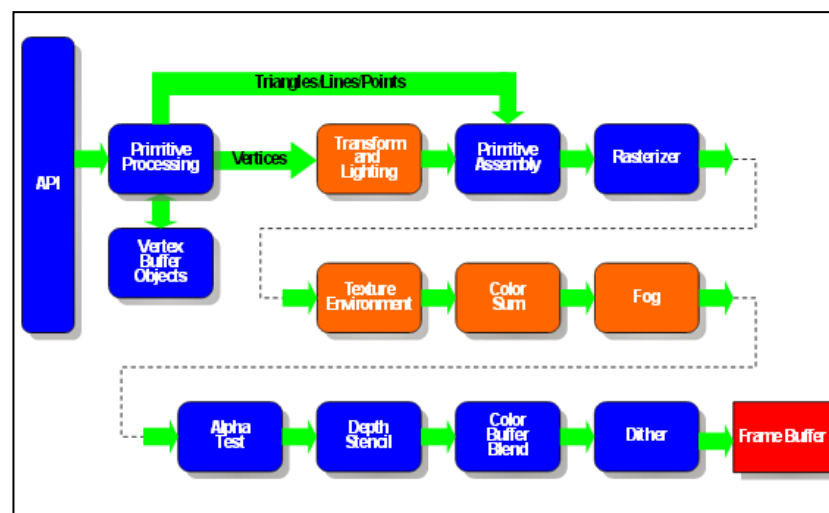 Triangles/Lines/Points
API
Primitive
Processing
Vertices
Transform
and
Lighting
Primitive
Assembly
Rasterizer
Vertex
Buffer
Objects
Texture
Environment
Color
Sum
Fog
Alpha
Test
Depth
Stencil
Color
Buffer
Blend
Dither
Frame Buffer